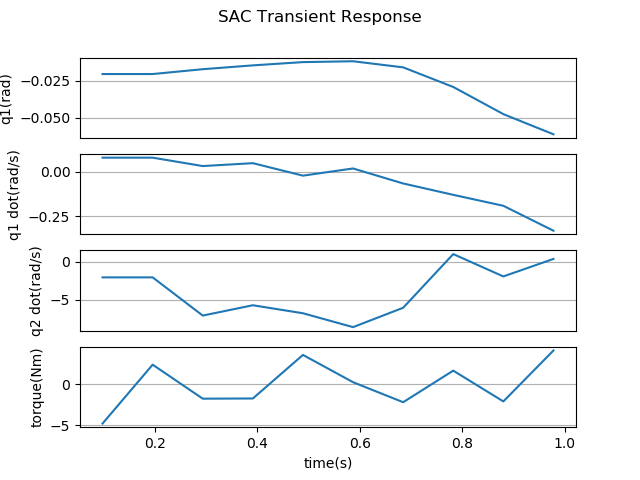 SAC Transient Response
q1(rad)
−0.025
−0.050
q1 dot(rad/s)
0.00
−0.25
q2 dot(rad/s)
0
−5
torque(Nm)
0
−5
0.2 0.4 0.6 0.8 1.0
time(s)